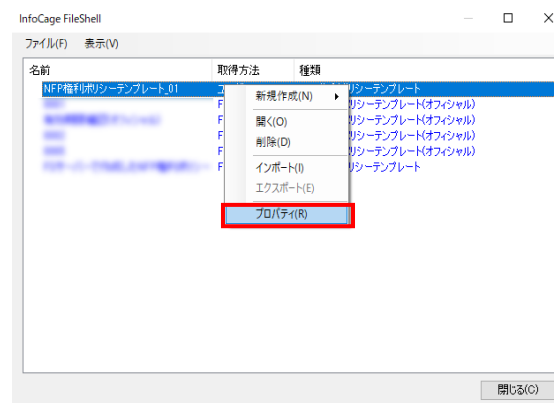 InfoCage FileShell
ファイル(F) 表示(V)
名前 取得方法 種類
NFP権利ポリシーテンプレート_01 ユ リシーテンプレート
新規作成(N)
F リシーテンプレート(オフィシャル)
開く(O)
F リシーテンプレート(オフィシャル)
削除(D)
F リシーテンプレート(オフィシャル)
F リシーテンプレート(オフィシャル)
インポート(I)
F リシーテンプレート
エクスポート(E)
プロパティ(R)
閉じる(C)